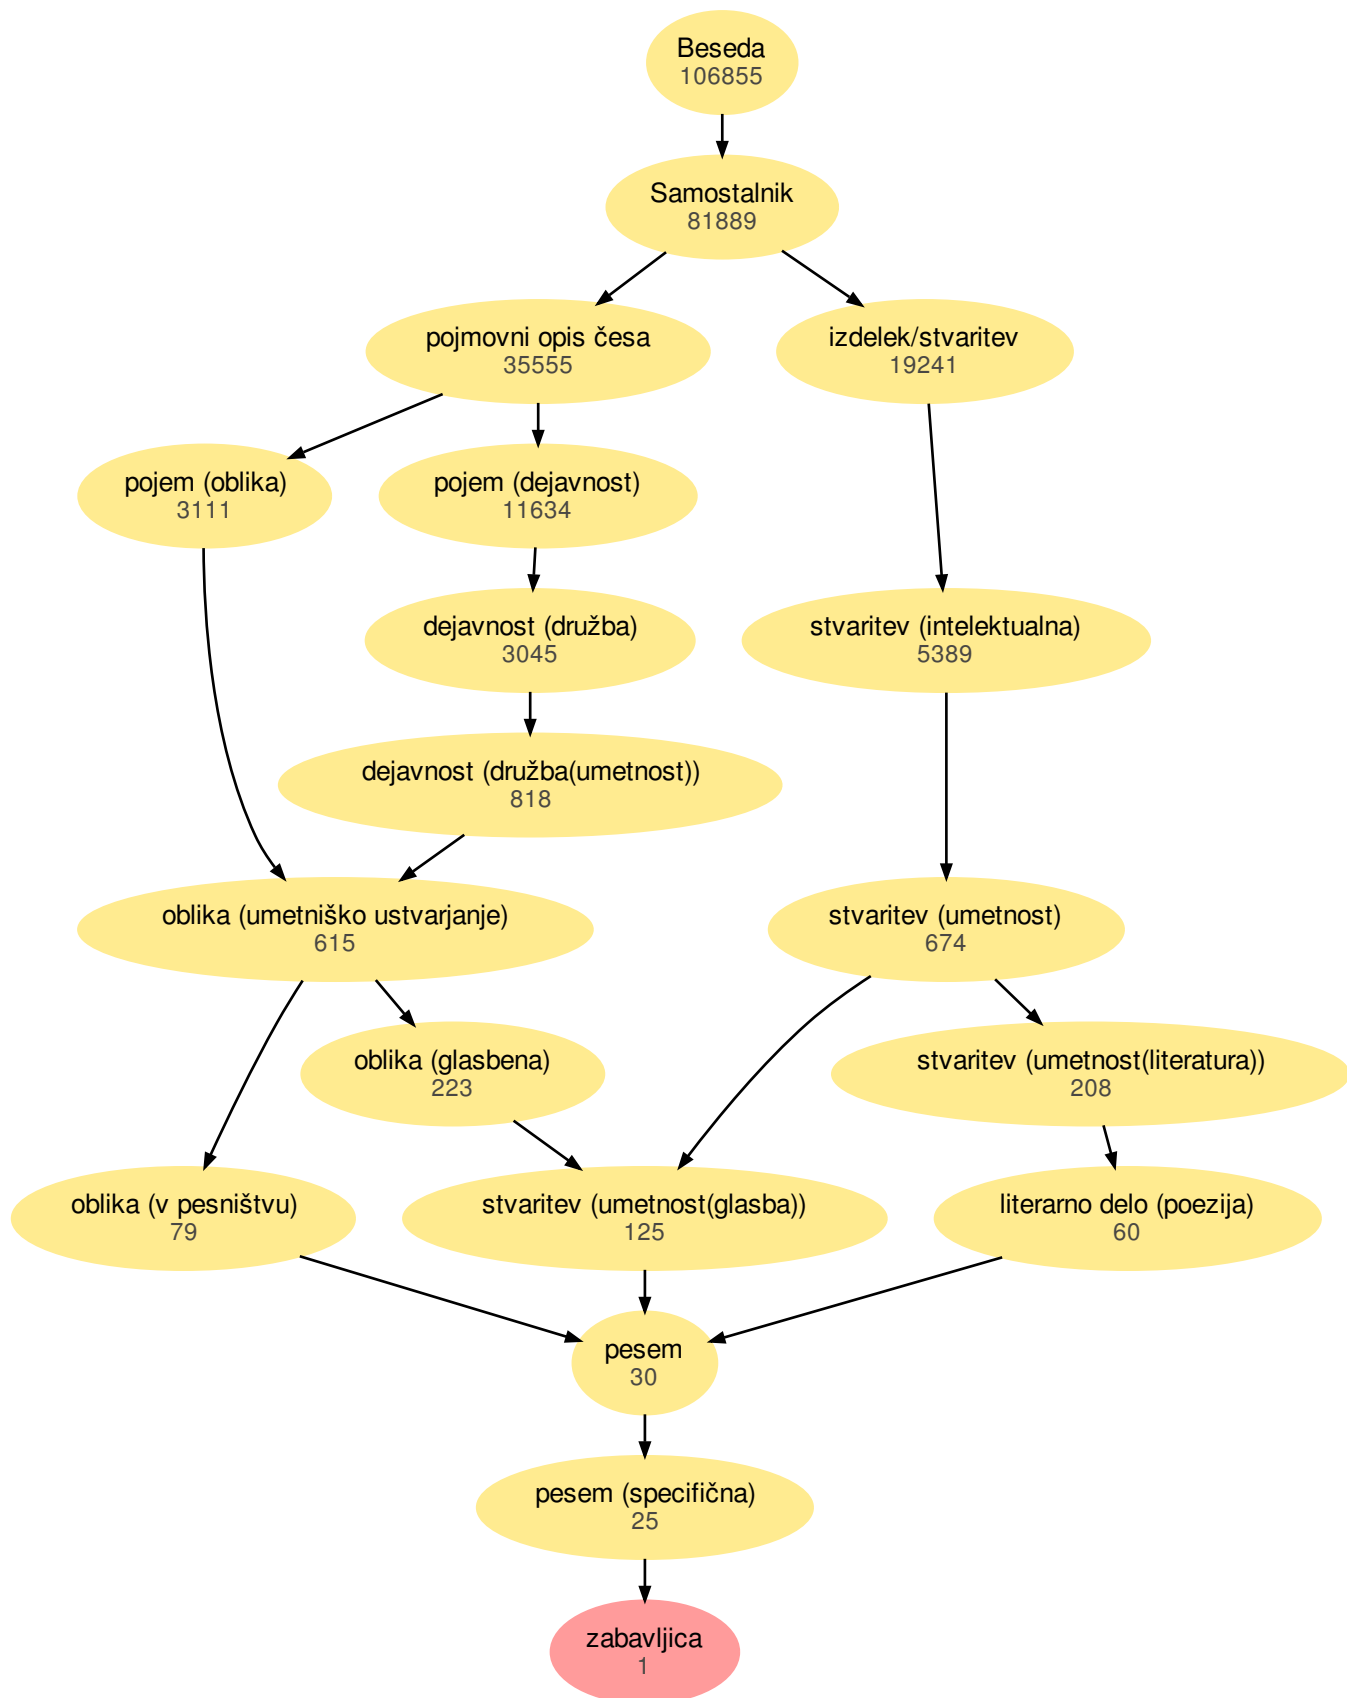 Beseda
106855
Samostalnik
81889
pojmovni opis česa
35555
izdelek/stvaritev
19241
pojem (oblika)
3111
pojem (dejavnost)
11634
dejavnost (družba)
3045
stvaritev (intelektualna)
5389
dejavnost (družba(umetnost))
818
oblika (umetniško ustvarjanje)
615
stvaritev (umetnost)
674
oblika (glasbena)
223
stvaritev (umetnost(literatura))
208
oblika (v pesništvu)
79
stvaritev (umetnost(glasba))
125
literarno delo (poezija)
60
pesem
30
pesem (specifična)
25
zabavljica
1